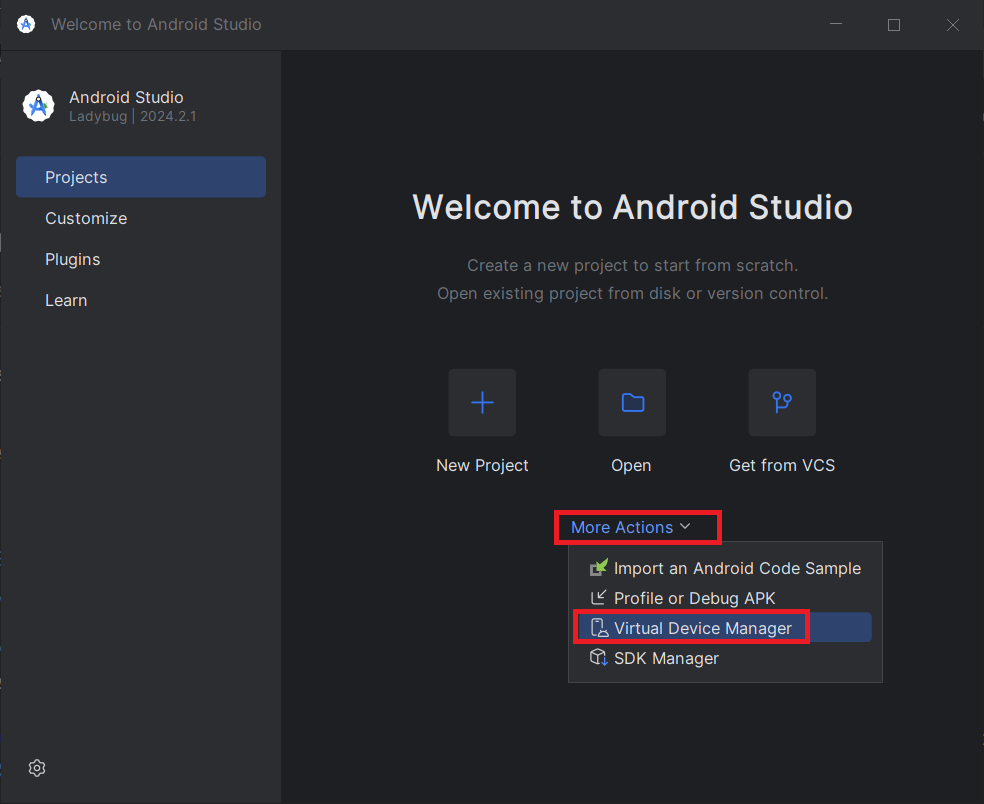 Welcome to Android Studio
Android Studio
Ladybug | 2024.2.1
Projects
Customize
Plugins
Learn
Welcome to Android Studio
Create a new project to start from scratch.
Open existing project from disk or version control.
New Project
Open
Get from VCS
More Actions
Import an Android Code Sample
Profile or Debug APK
Virtual Device Manager
SDK Manager